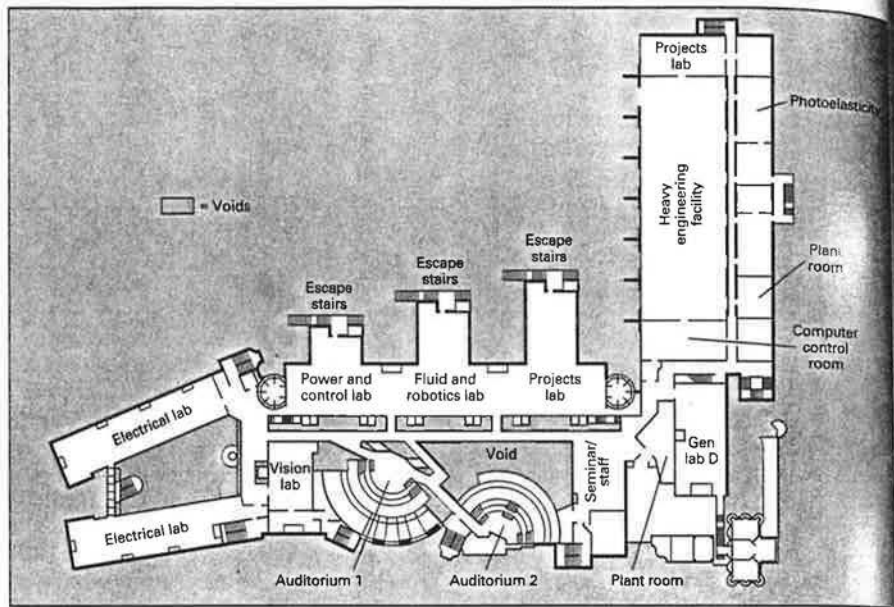 Projects
lab
Photoelasticity
= Voids
Heavy
engineering
facility
Escape
stairs
Escape
stairs
Escape
stairs
Plant
room
Computer
control
room
Power and
control lab
Fluid and
robotics lab
Projects
lab
Electrical lab
Void
Seminar/
staff
Gen
lab D
Vision
lab
Electrical lab
Auditorium 1
Auditorium 2
Plant room